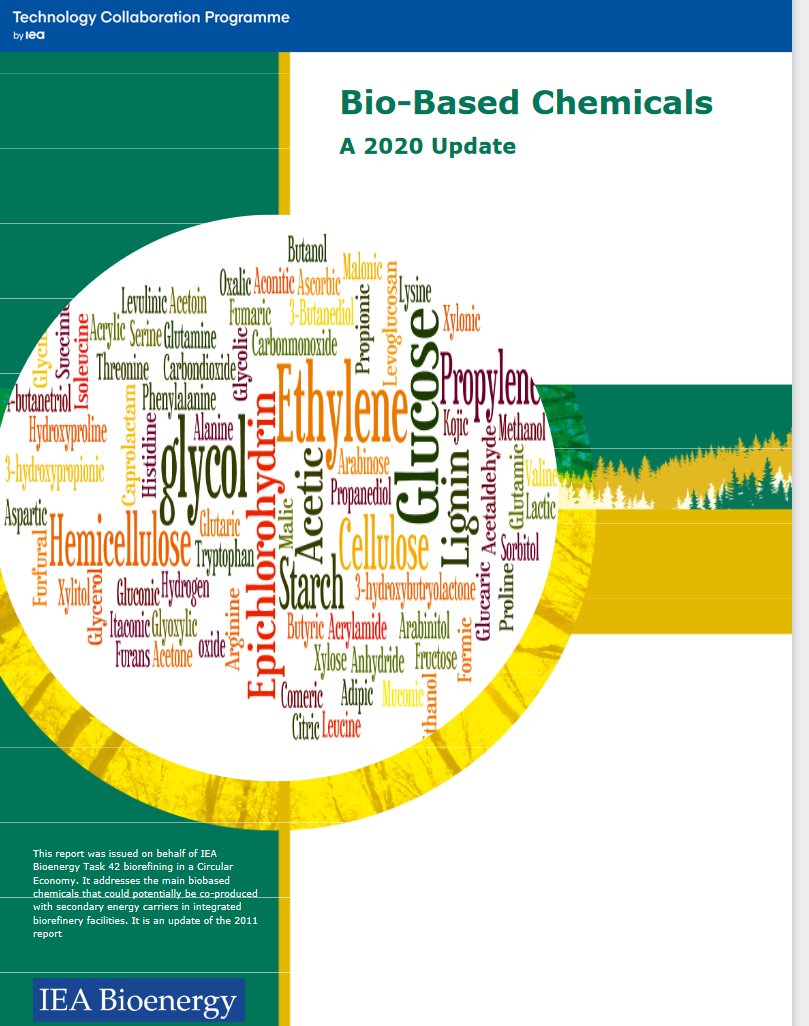 Technology Collaboration Programme
by iea
Bio-Based Chemicals
A 2020 Update
Butanol
Oxalic Aconitic Ascorbic Malonic Levoglucosan Lysine
Levulinic Acetoin Fumaric 3-Butanediol Propionic Xylonic
Succinic Isoleucine Acrylic Serine Glutamine Glycolic Carbonmonoxide Glucose
Threonine Carbondioxide Ethylene Propylene
-butanetriol Phenylalanine
Hydroxyproline Caprolactam Histidine glycol Alanine Epichlorohydrin Kojic Methanol
3-hydroxypropionic Acetic Arabinose Lignin Acetaldehyde Glutamic Valine
Propanediol Lactic
Aspartic Hemicellulose Glutaric Malic Cellulose Sorbitol
Furfural Tryptophan
Xylitol Glycerol Gluconic Hydrogen Starch 3-hydroxybutryolactone Glucaric Proline
Itaconic Glyoxylic Arginine Butyric Acrylamide Arabinitol Formic
Furans Acetone oxide Xylose Anhydride Fructose
Comeric Adipic Muconic thanol
Citric Leucine
This report was issued on behalf of IEA
Bioenergy Task 42 biorefining in a Circular
Economy. It addresses the main biobased
chemicals that could potentially be co-produced
with secondary energy carriers in integrated
biorefinery facilities. It is an update of the 2011
report
IEA Bioenergy